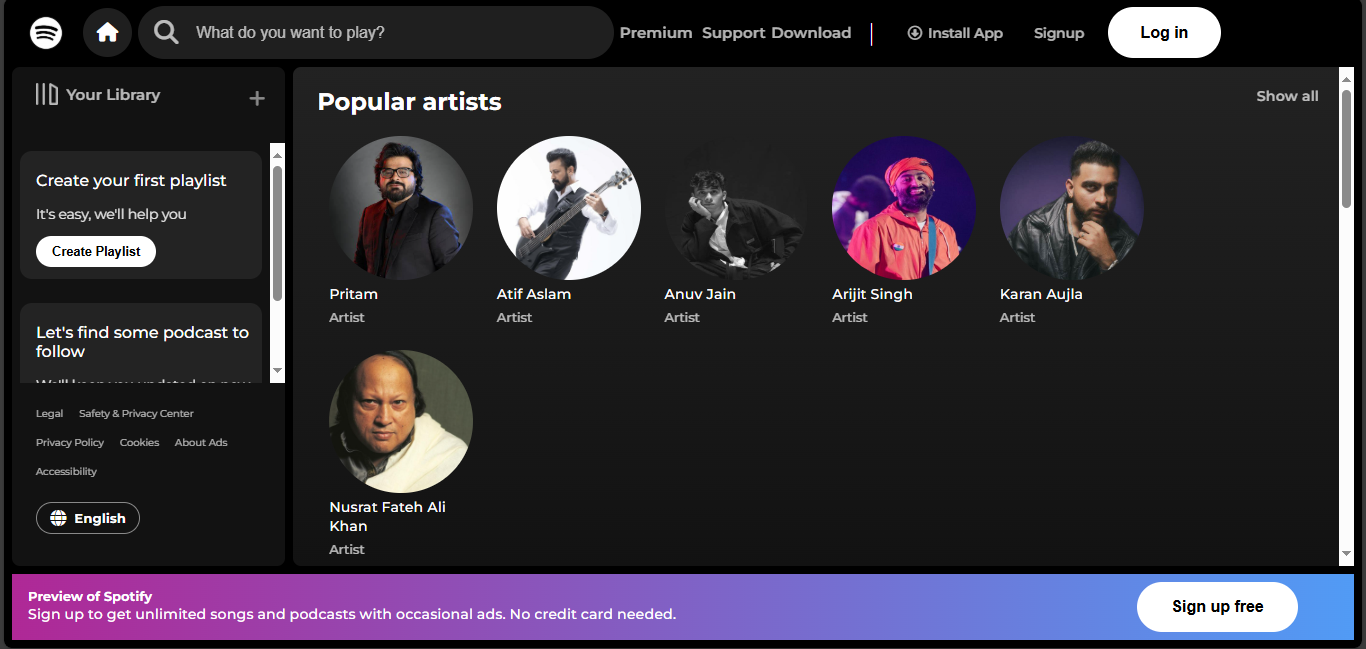 What do you want to play?
Premium Support Download
Install App
Signup
Log in
Your Library
Create your first playlist
It's easy, we'll help you
Create Playlist
Let's find some podcast to
follow
Legal Safety & Privacy Center
Privacy Policy Cookies About Ads
Accessibility
English
Popular artists
Show all
Pritam
Artist
Atif Aslam
Artist
Anuv Jain
Artist
Arijit Singh
Artist
Karan Aujla
Artist
Nusrat Fateh Ali
Khan
Artist
Preview of Spotify
Sign up to get unlimited songs and podcasts with occasional ads. No credit card needed.
Sign up free